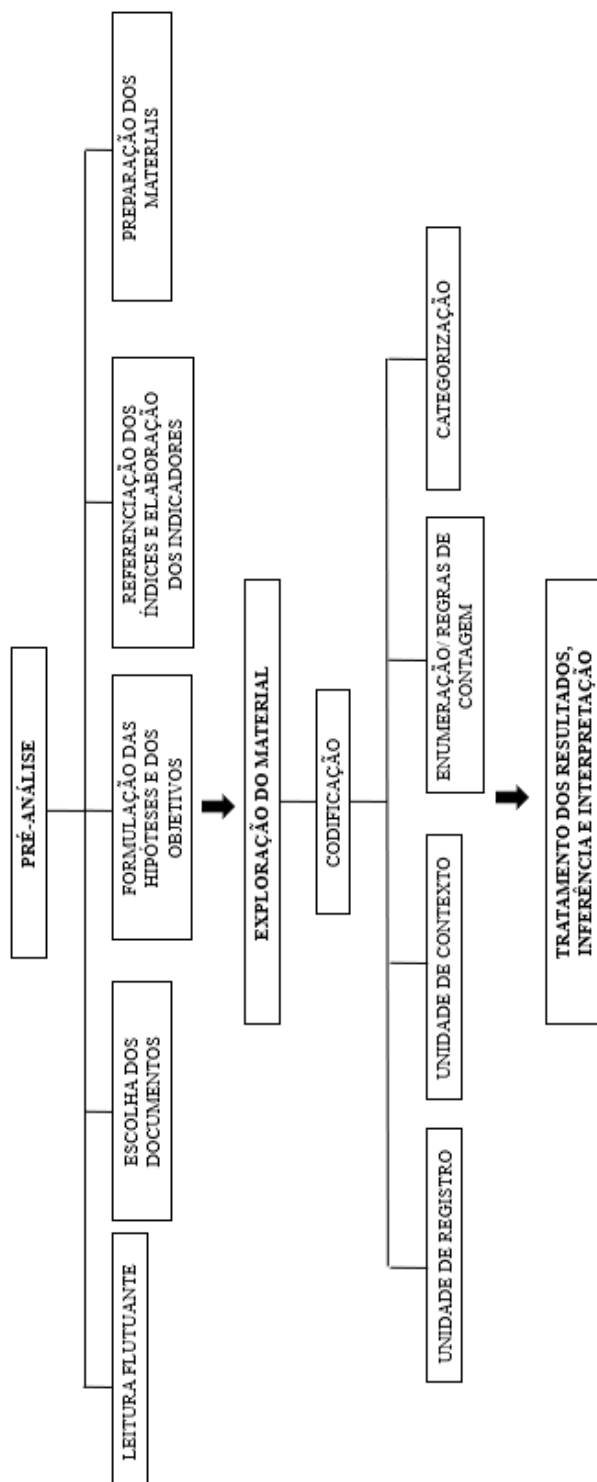 PRÉ-ANÁLISE
LEITURA FLUTUANTE
ESCOLHA DOS
DOCUMENTOS
FORMULAÇÃO DAS
HIPÓTESES E DOS
OBJETIVOS
REFERENCIAÇÃO DOS
ÍNDICES E ELABORAÇÃO
DOS INDICADORES
PREPARAÇÃO DOS
MATERIAIS
EXPLORAÇÃO DO MATERIAL
CODIFICAÇÃO
UNIDADE DE REGISTRO
UNIDADE DE CONTEXTO
ENUMERAÇÃO/ REGRAS DE
CONTAGEM
CATEGORIZAÇÃO
TRATAMENTO DOS RESULTADOS,
INFERÊNCIA E INTERPRETAÇÃO